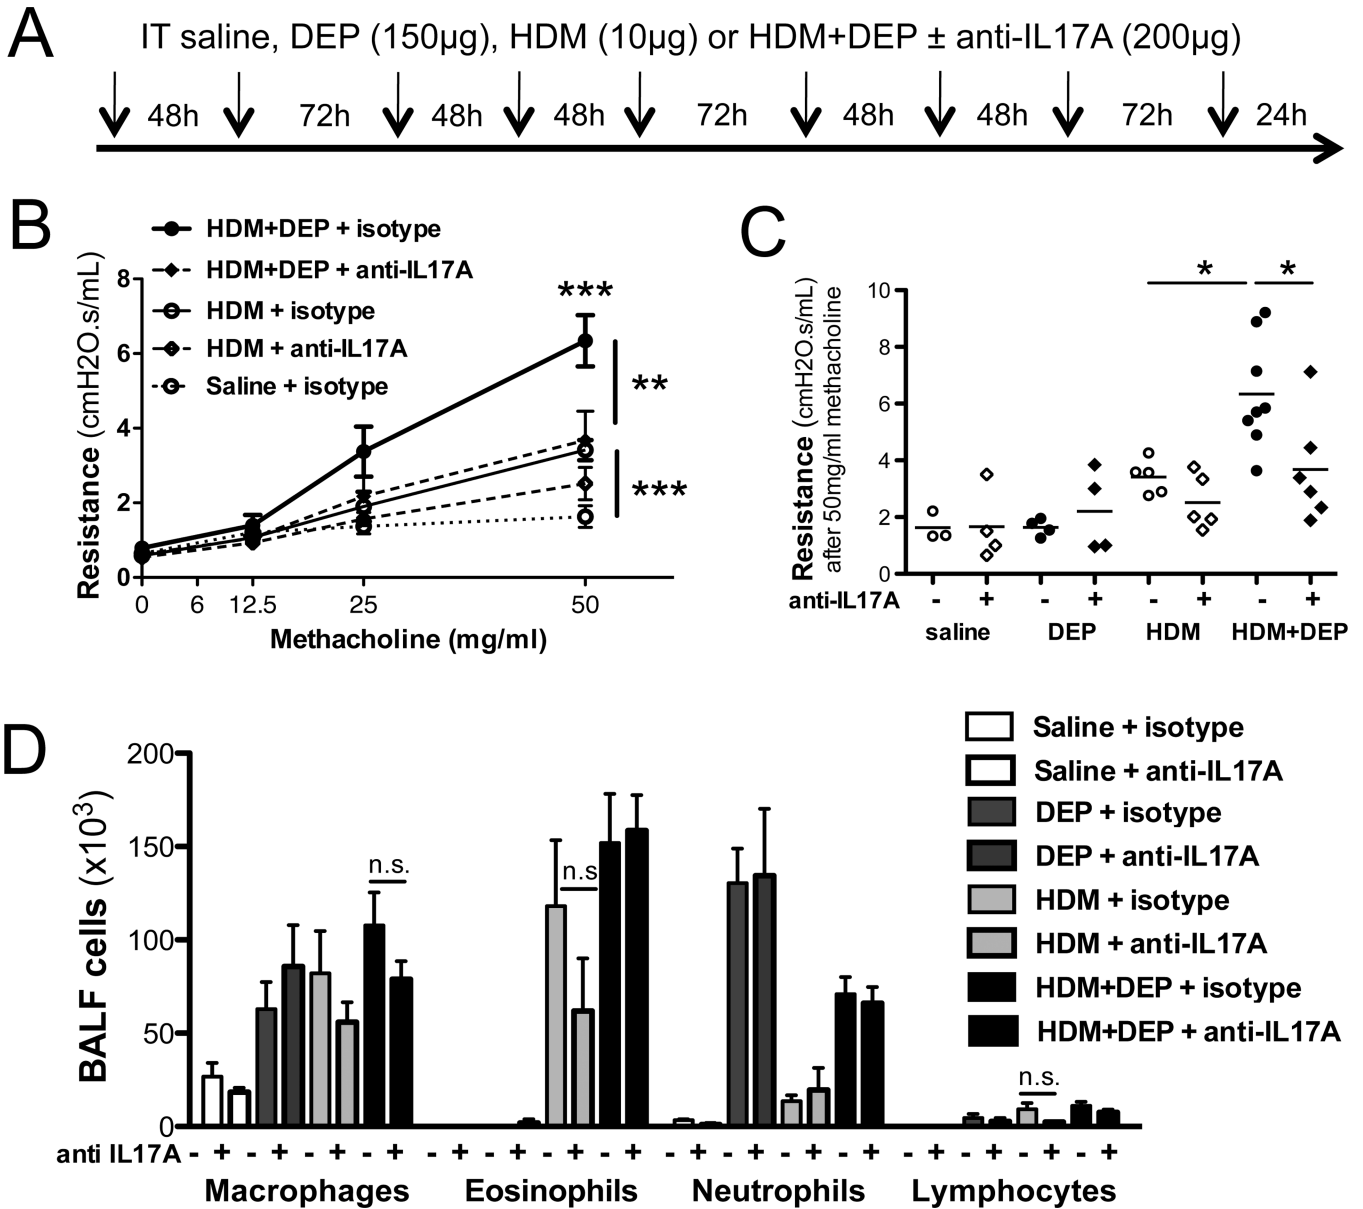 A
IT saline, DEP (150µg), HDM (10µg) or HDM+DEP ± anti-IL17A (200µg)
48h 72h 48h 48h 72h 48h 48h 72h 24h
B
HDM+DEP + isotype
HDM+DEP + anti-IL17A
HDM + isotype
HDM + anti-IL17A
Saline + isotype
Resistance (cmH2O.s/mL)
8
6
4
2
0
***
**
***
0 6 12.5 25 50
Methacholine (mg/ml)
C
* *
Resistance (cmH2O.s/mL)
after 50mg/ml methacholine
10
8
6
4
2
0
anti-IL17A - + - + - + - +
saline DEP HDM HDM+DEP
D
BALF cells (x10³)
200
150
100
50
0
n.s.
n.s
n.s.
anti IL17A - + - + - + - + - + - + - + - + - + - + - + - + - + - + - + - +
Macrophages Eosinophils Neutrophils Lymphocytes
Saline + isotype
Saline + anti-IL17A
DEP + isotype
DEP + anti-IL17A
HDM + isotype
HDM + anti-IL17A
HDM+DEP + isotype
HDM+DEP + anti-IL17A